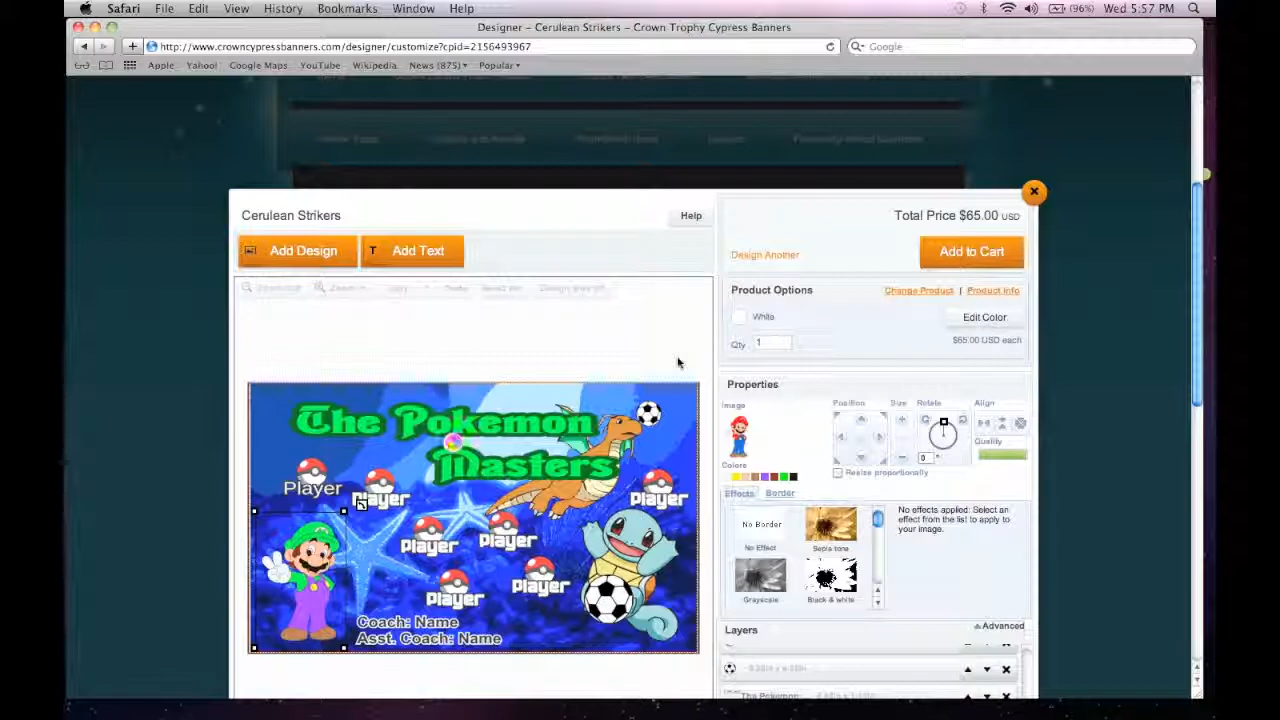 Safari File Edit View History Bookmarks Window Help (96%) Wed 5:57 PM
Designer – Cerulean Strikers – Crown Trophy Cypress Banners
http://www.crowncypressbanners.com/designer/customize?cpid=2156493967
Google
Apple Yahoo! Google Maps YouTube Wikipedia News (875) Popular
Cerulean Strikers
Help
Total Price $65.00 USD
Add Design
T Add Text
Design Another
Add to Cart
Product Options
Change Product | Product Info
White
Edit Color
Qty 1
$65.00 USD each
Properties
Image
Position Size Rotate Align
Quality
0 °
Colors
Resize proportionally
Effects Border
No Border
No Effect
Sepia tone
Grayscale
Black & white
No effects applied: Select an
effect from the list to apply to
your image.
Layers
Advanced
The Pokemon
The Pokemon
Masters
Player
Player
Player
Player
Player
Player
Player
Coach: Name
Asst. Coach: Name